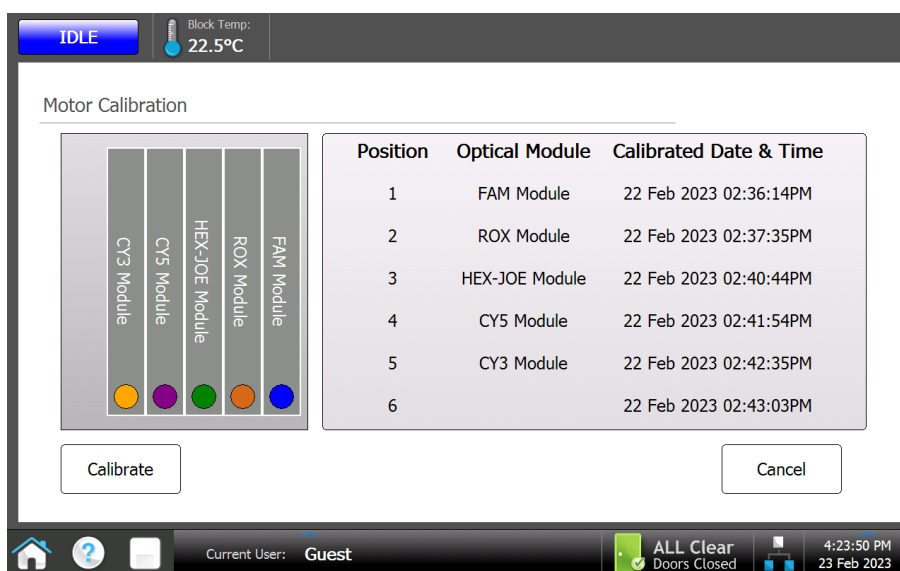 IDLE
Block Temp:
22.5°C
Motor Calibration
CY3 Module
CY5 Module
HEX-JOE Module
ROX Module
FAM Module
Position Optical Module Calibrated Date & Time
1 FAM Module 22 Feb 2023 02:36:14PM
2 ROX Module 22 Feb 2023 02:37:35PM
3 HEX-JOE Module 22 Feb 2023 02:40:44PM
4 CY5 Module 22 Feb 2023 02:41:54PM
5 CY3 Module 22 Feb 2023 02:42:35PM
6 22 Feb 2023 02:43:03PM
Calibrate
Cancel
?
Current User: Guest
ALL Clear
Doors Closed
4:23:50 PM
23 Feb 2023